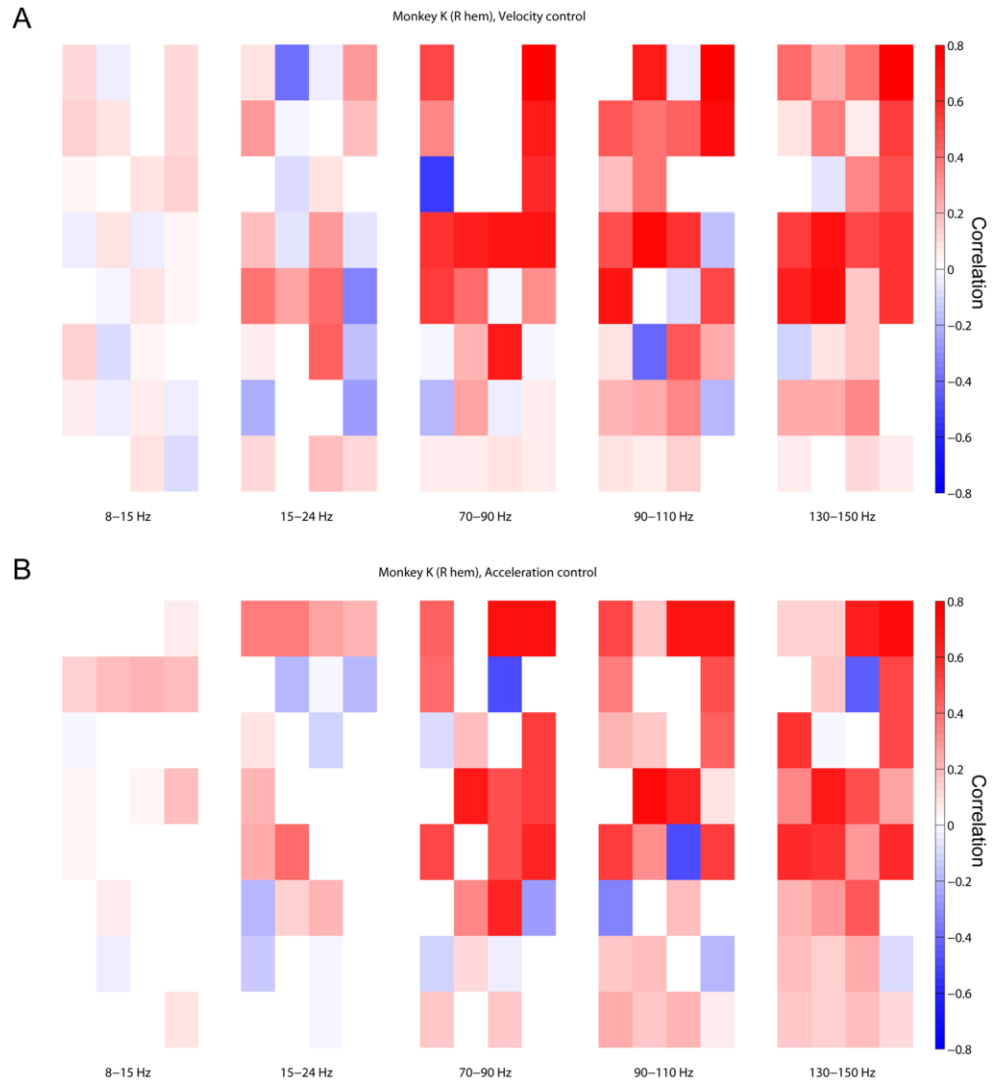 A
Monkey K (R hem), Velocity control
0.8
0.6
0.4
0.2
0
−0.2
−0.4
−0.6
−0.8
Correlation
8−15 Hz 15−24 Hz 70−90 Hz 90−110 Hz 130−150 Hz
B
Monkey K (R hem), Acceleration control
0.8
0.6
0.4
0.2
0
−0.2
−0.4
−0.6
−0.8
Correlation
8−15 Hz 15−24 Hz 70−90 Hz 90−110 Hz 130−150 Hz